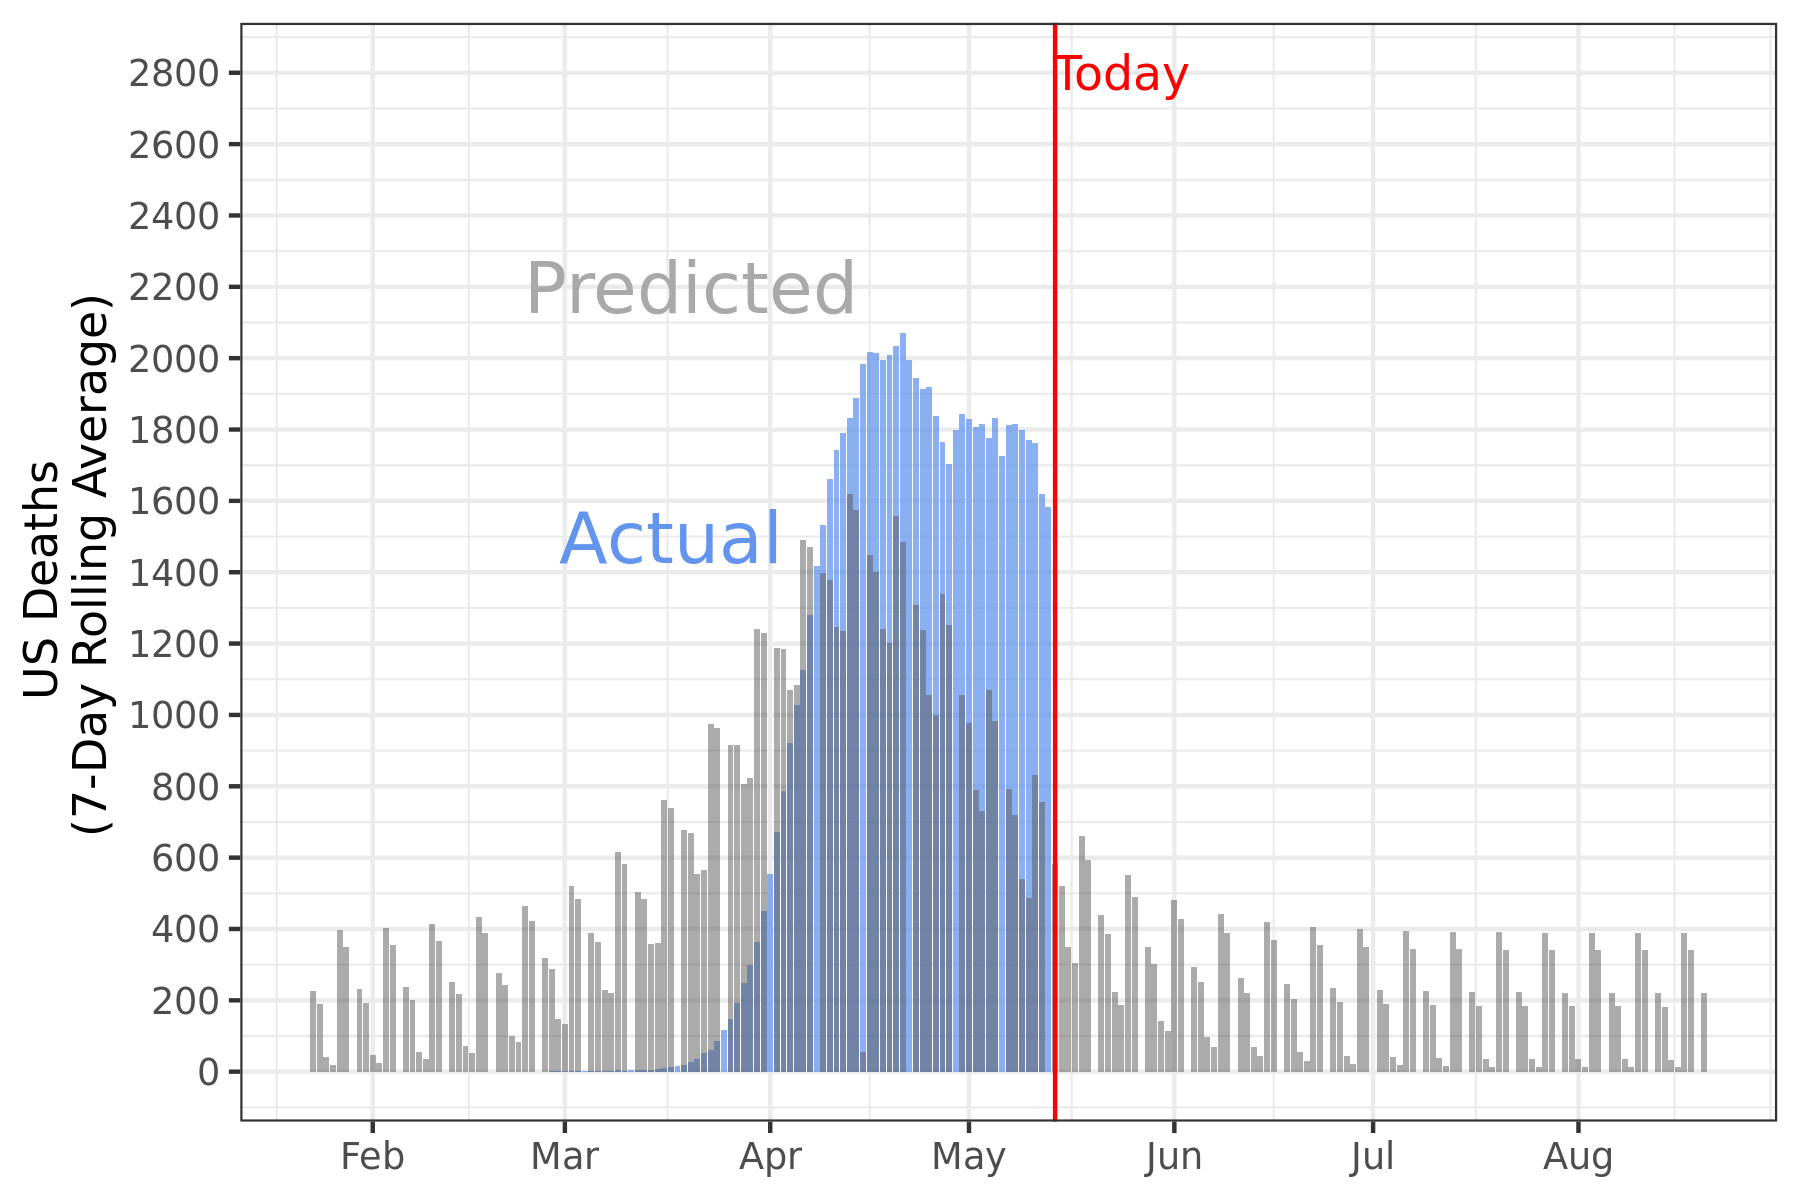 Today
Predicted
Actual
US Deaths
(7-Day Rolling Average)
2800
2600
2400
2200
2000
1800
1600
1400
1200
1000
800
600
400
200
0
Feb Mar Apr May Jun Jul Aug